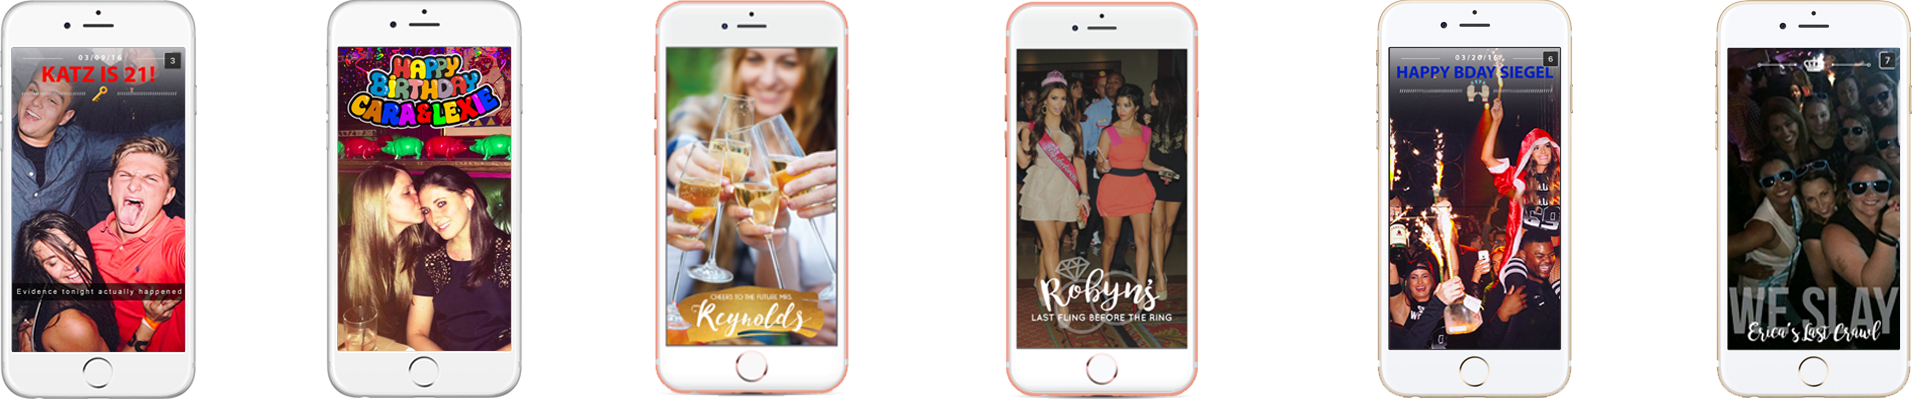 03/09/16
3
KATZ IS 21!
Evidence tonight actually happened
HAPPY
BIRTHDAY
CARA&LEXIE
CHEERS TO THE FUTURE MRS.
Reynolds
Robyn's
LAST FLING BEFORE THE RING
03/20/16
6
HAPPY BDAY SIEGEL
7
WE SLAY
Erica's Last Crawl